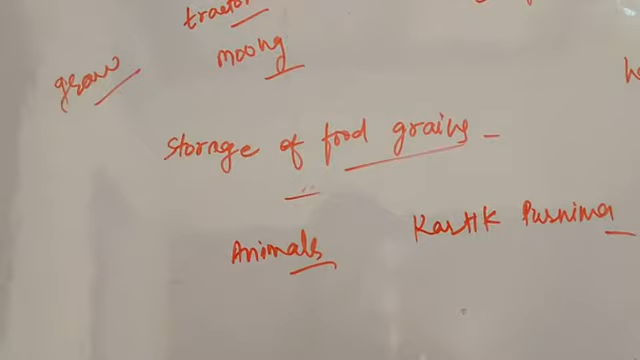 tractor
moong
grow
storage of food grains -
Animals
Kartik Purnima